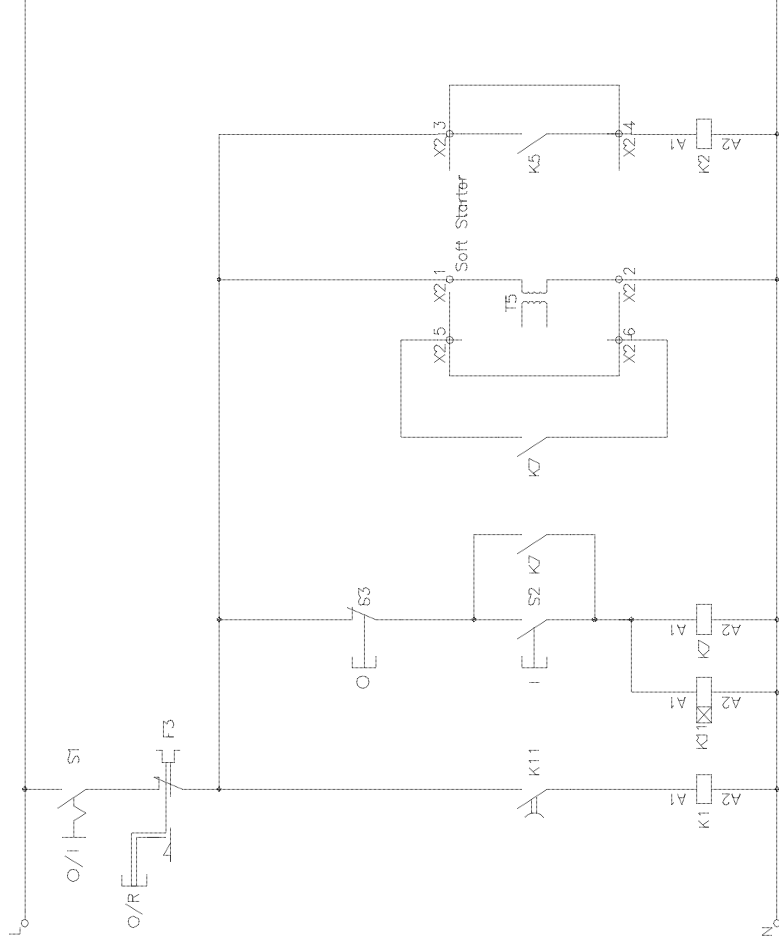 L
N
O/I
S1
O/R
F3
K11
K1
A1
A2
O
S3
I
S2
K7
K11
A1
A2
K7
A1
A2
K7
X2 5
X2 6
X2 1
X2 2
T5
Soft Starter
X2 3
X2 4
K5
K2
A1
A2